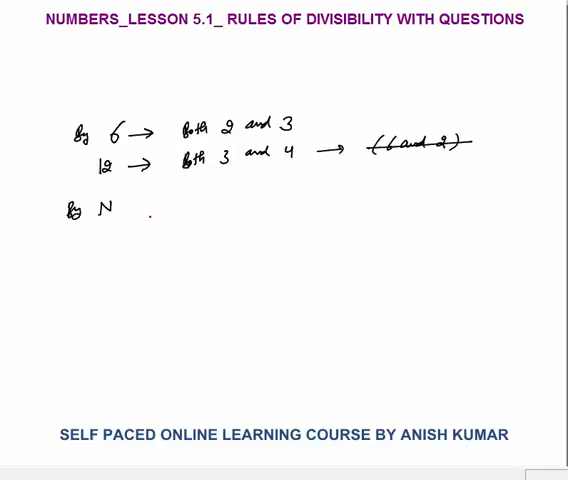 NUMBERS_LESSON 5.1_ RULES OF DIVISIBILITY WITH QUESTIONS
By 6 → Both 2 and 3
12 → Both 3 and 4 → (6 and 2)
By N
SELF PACED ONLINE LEARNING COURSE BY ANISH KUMAR